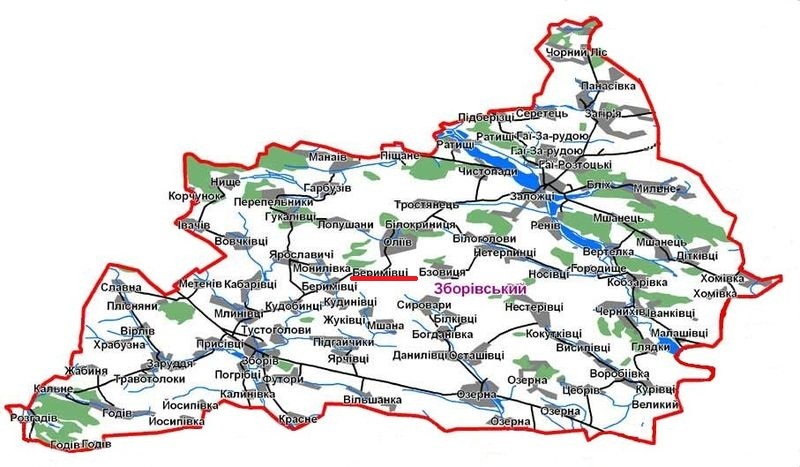 Чорний Ліс
Панасівка
Підберізці
Серетець
Загір'я
Ратищі
Гаї-За-рудою
Ратищі
Гаї-За-рудою
Манаїв
Піщане
Гаї-Розтоцькі
Чистопади
Нище
Гарбузів
Бліх
Мильне
Корчунок
Перепельники
Тростянець
Заложці
Гукалівці
Івачів
Лопушани
Білокриниця
Ренів
Мшанець
Вовчківці
Оліїв
Білоголови
Мшанець
Ярославичі
Нетерпинці
Вертелка
Дітківці
Монилівка
Беримівці
Бзовиця
Носівці
Городище
Хомівка
Славна
Метенів
Кабарівці
Беримівці
Зборівський
Кобзарівка
Хомівка
Плісняни
Млинівці
Кудобинці
Кудинівці
Сировари
Нестерівці
Чернихів
Іванківці
Вірлів
Тустоголови
Жуківці
Мшана
Білківці
Богданівка
Кокутківці
Малашівці
Храбузна
Присівці
Підгайчики
Висипівці
Глядки
Заруддя
Зборів
Ярчівці
Данилівці
Осташівці
Жабиня
Травотолоки
Погрібці
Футори
Озерна
Воробіївка
Кальне
Калинівка
Вільшанка
Озерна
Цебрів
Курівці
Розгадів
Годів
Йосипівка
Йосипівка
Красне
Озерна
Озерна
Великий
Годів
Годів